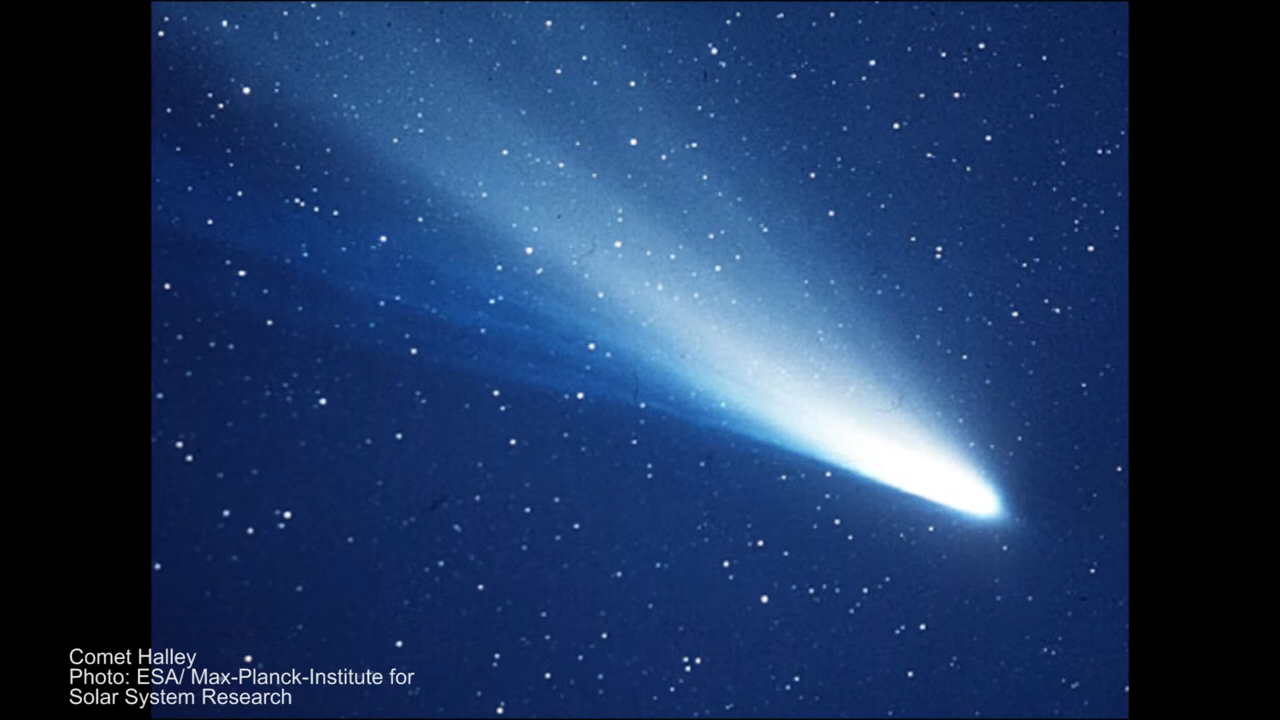 Comet Halley
Photo: ESA/ Max-Planck-Institute for
Solar System Research